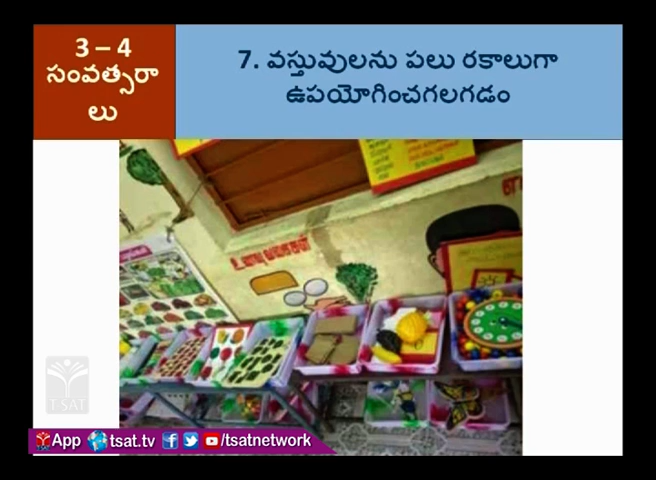 3 – 4
సంవత్సరా
లు
7. వస్తువులను పలు రకాలుగా
ఉపయోగించగలగడం
T-SAT
App tsat.tv /tsatnetwork